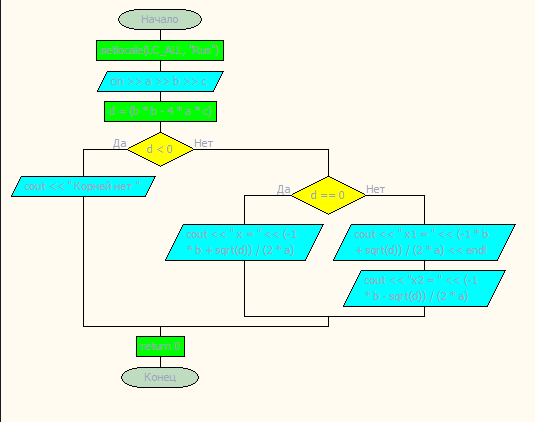 Начало
setlocale(LC_ALL, "Rus")
cin >> a >> b >> c
d = (b * b - 4 * a * c)
Да
d < 0
Нет
cout << "Корней нет "
Да
d == 0
Нет
cout << "x = " << (-1
* b + sqrt(d)) / (2 * a)
cout << "x1 = " << (-1 * b
+ sqrt(d)) / (2 * a) << endl
cout << "x2 = " << (-1
* b - sqrt(d)) / (2 * a)
return 0
Конец